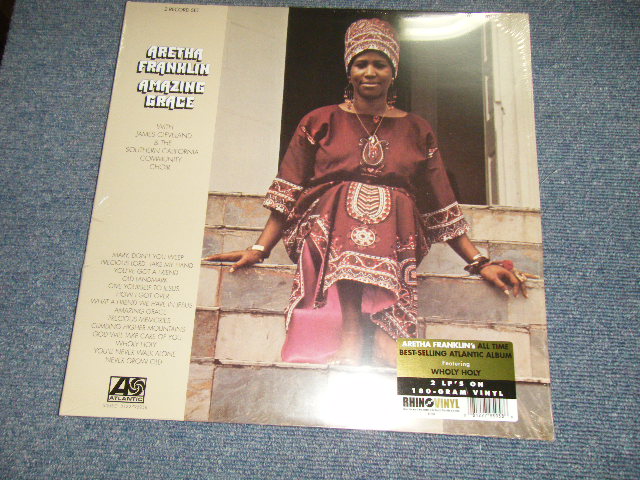 2 RECORD SET
ARETHA
FRANKLIN
AMAZING
GRACE
WITH
JAMES CLEVELAND
& THE
SOUTHERN CALIFORNIA
COMMUNITY
CHOIR
MARY, DON'T YOU WEEP
PRECIOUS LORD, TAKE MY HAND
YOU'VE GOT A FRIEND
OLD LANDMARK
GIVE YOURSELF TO JESUS
HOW I GOT OVER
WHAT A FRIEND WE HAVE IN JESUS
AMAZING GRACE
PRECIOUS MEMORIES
CLIMBING HIGHER MOUNTAINS
GOD WILL TAKE CARE OF YOU
WHOLY HOLY
YOU'LL NEVER WALK ALONE
NEVER GROW OLD
ATLANTIC
ARETHA FRANKLIN's ALL TIME
BEST-SELLING ATLANTIC ALBUM
Featuring
WHOLY HOLY
2 LP'S ON
180-GRAM VINYL
RHINO VINYL